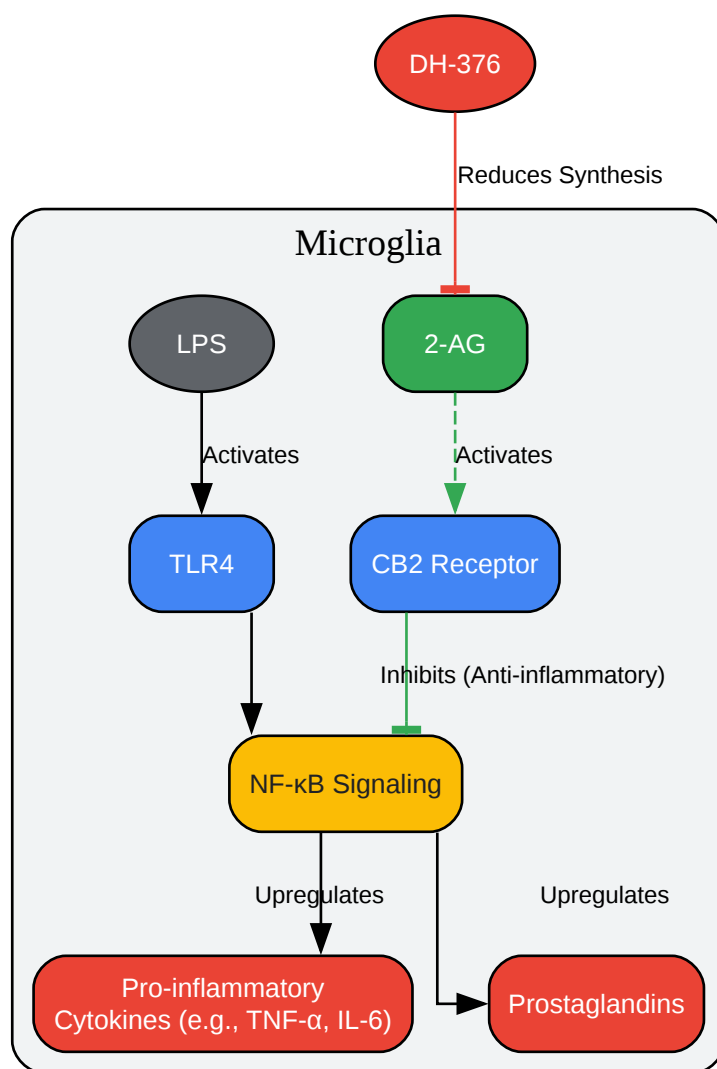 DH-376
Reduces Synthesis
Microglia
LPS
2-AG
Activates
Activates
TLR4
CB2 Receptor
Inhibits (Anti-inflammatory)
NF-κB Signaling
Upregulates
Upregulates
Pro-inflammatory
Cytokines (e.g., TNF-α, IL-6)
Prostaglandins